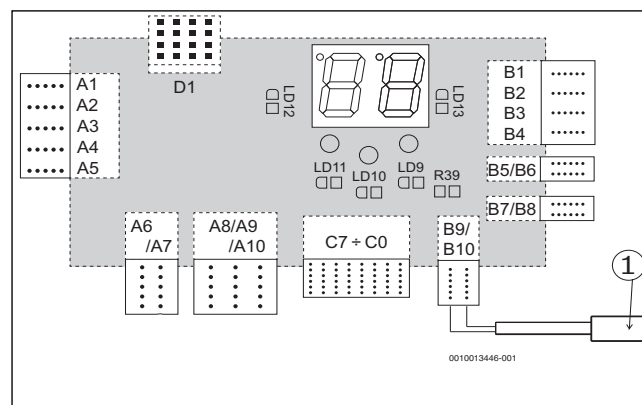 D1
A1
A2
A3
A4
A5
LD12
LD13
B1
B2
B3
B4
LD11
LD10
LD9
R39
B5/B6
B7/B8
A6
/A7
A8/A9
/A10
C7 ÷ C0
B9/
B10
1
0010013446-001